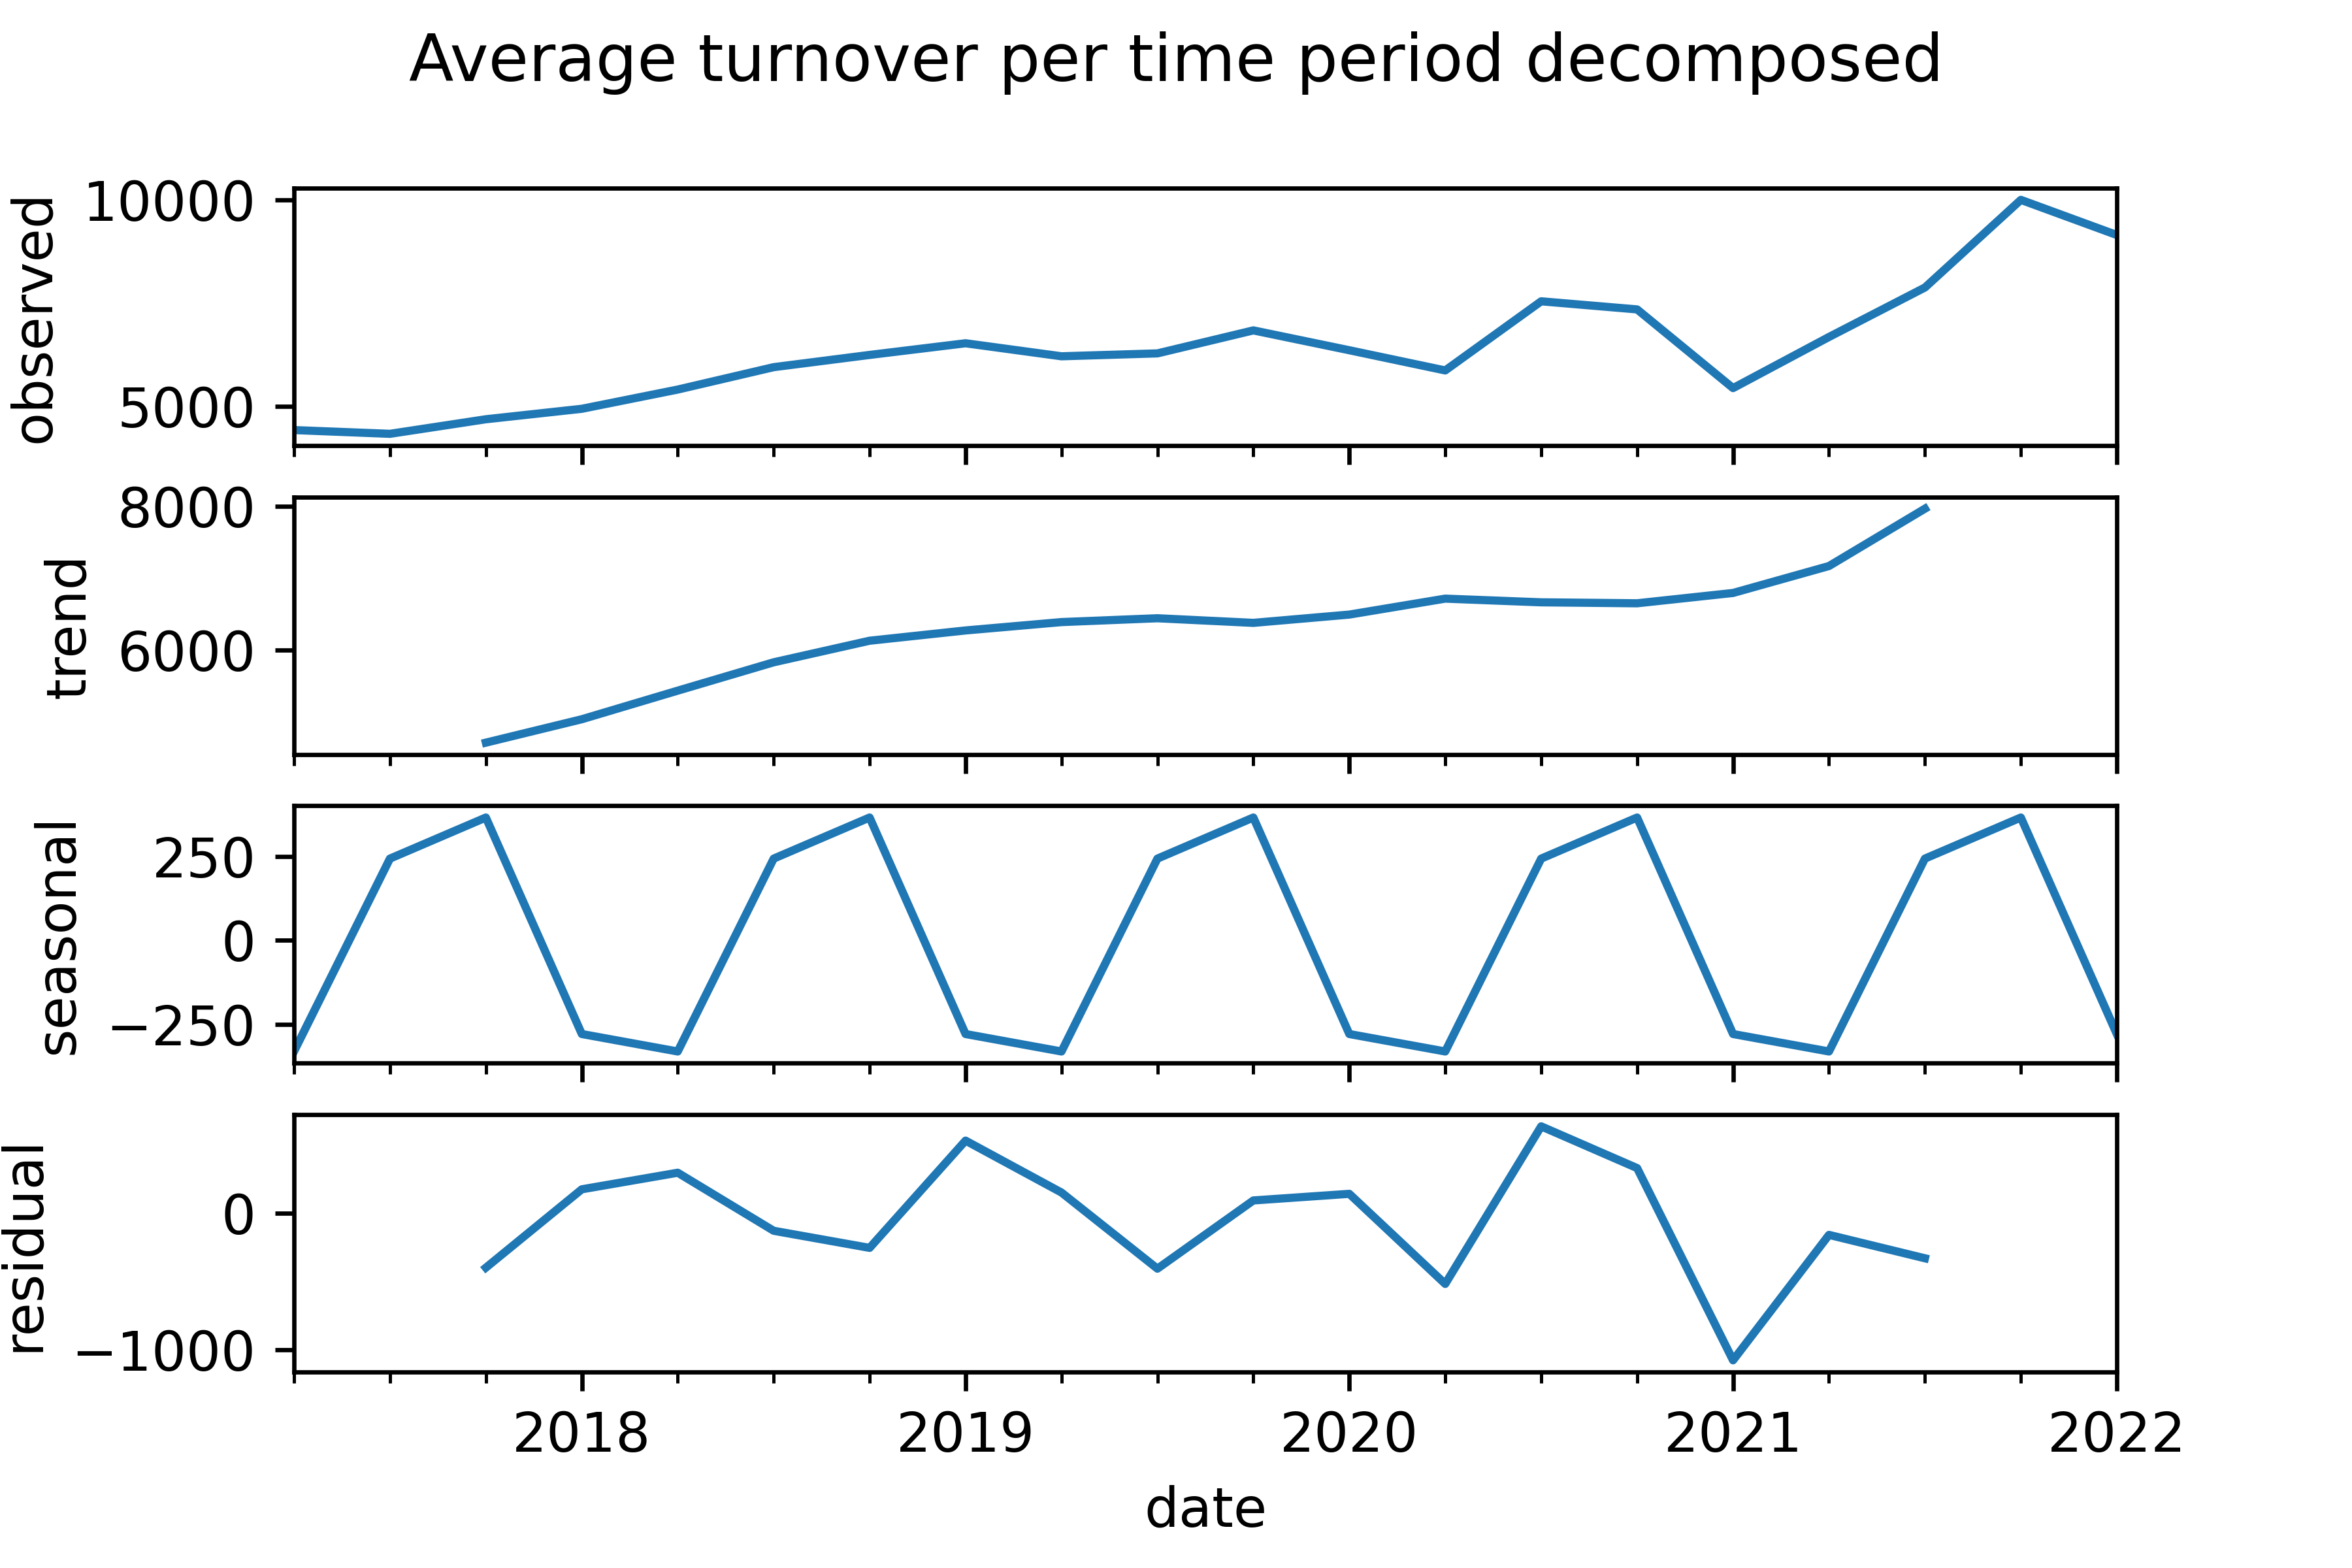 Average turnover per time period decomposed
observed
10000
5000
trend
8000
6000
seasonal
250
0
−250
residual
0
−1000
2018 2019 2020 2021 2022
date